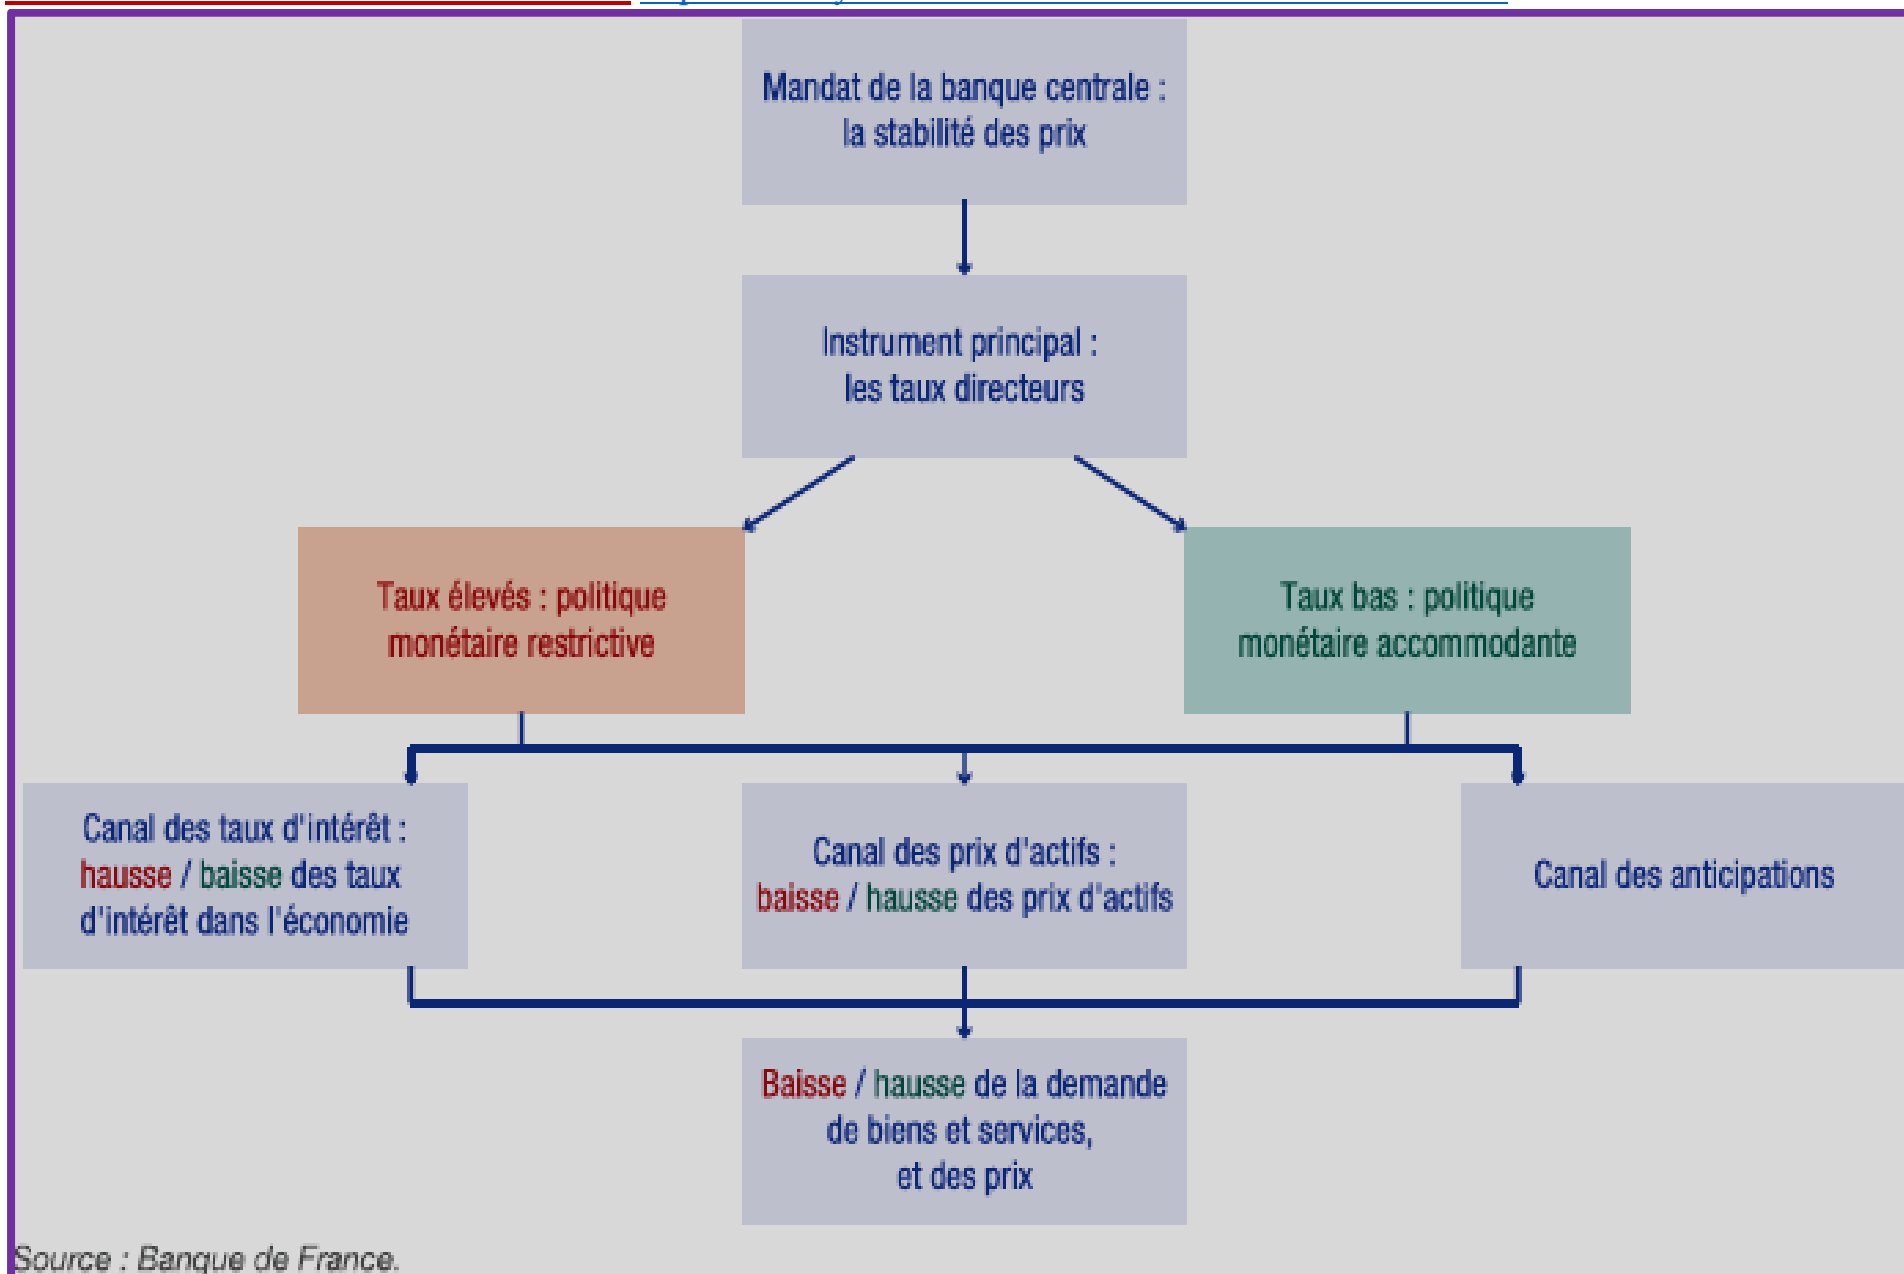 Mandat de la banque centrale :
la stabilité des prix
Instrument principal :
les taux directeurs
Taux élevés : politique
monétaire restrictive
Taux bas : politique
monétaire accommodante
Canal des taux d'intérêt :
hausse / baisse des taux
d'intérêt dans l'économie
Canal des prix d'actifs :
baisse / hausse des prix d'actifs
Canal des anticipations
Baisse / hausse de la demande
de biens et services,
et des prix
Source : Banque de France.